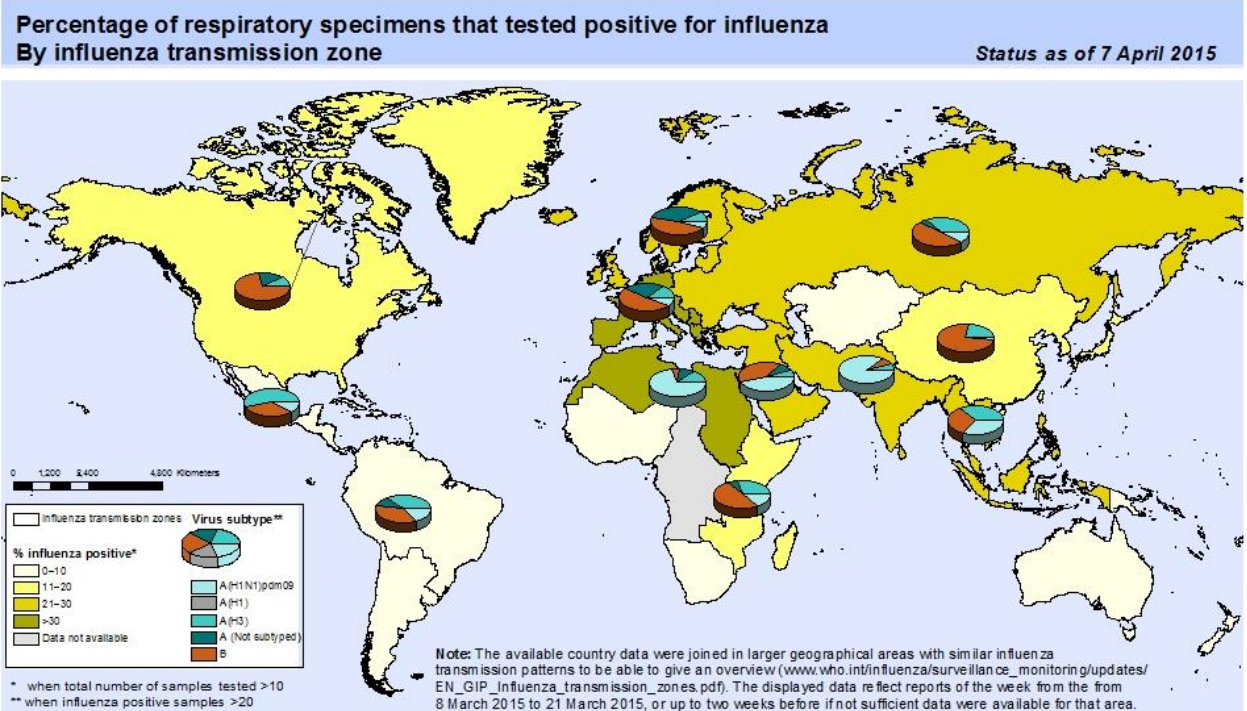 Percentage of respiratory specimens that tested positive for influenza
By influenza transmission zone
Status as of 7 April 2015
0 1,200 2,400 4,800 Kilometers
Influenza transmission zones
% influenza positive*
0–10
11–20
21–30
>30
Data not available
Virus subtype**
A(H1N1)pdm09
A(H1)
A(H3)
A (Not subtyped)
B
* when total number of samples tested >10
** when influenza positive samples >20
Note: The available country data were joined in larger geographical areas with similar influenza
transmission patterns to be able to give an overview (www.who.int/influenza/surveillance_monitoring/updates/
EN_GIP_Influenza_transmission_zones.pdf). The displayed data reflect reports of the week from the from
8 March 2015 to 21 March 2015, or up to two weeks before if not sufficient data were available for that area.